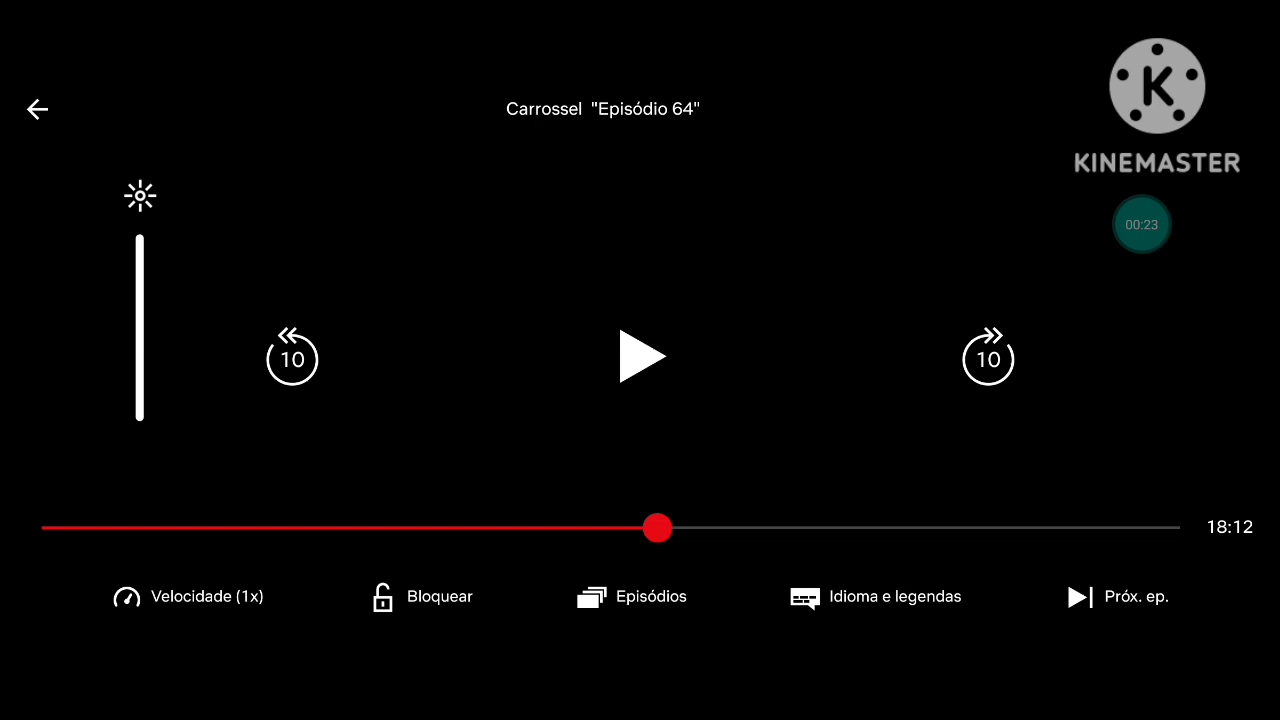 Carrossel "Episódio 64"
K
KINEMASTER
00:23
10
10
18:12
Velocidade (1x)
Bloquear
Episódios
Idioma e legendas
Próx. ep.